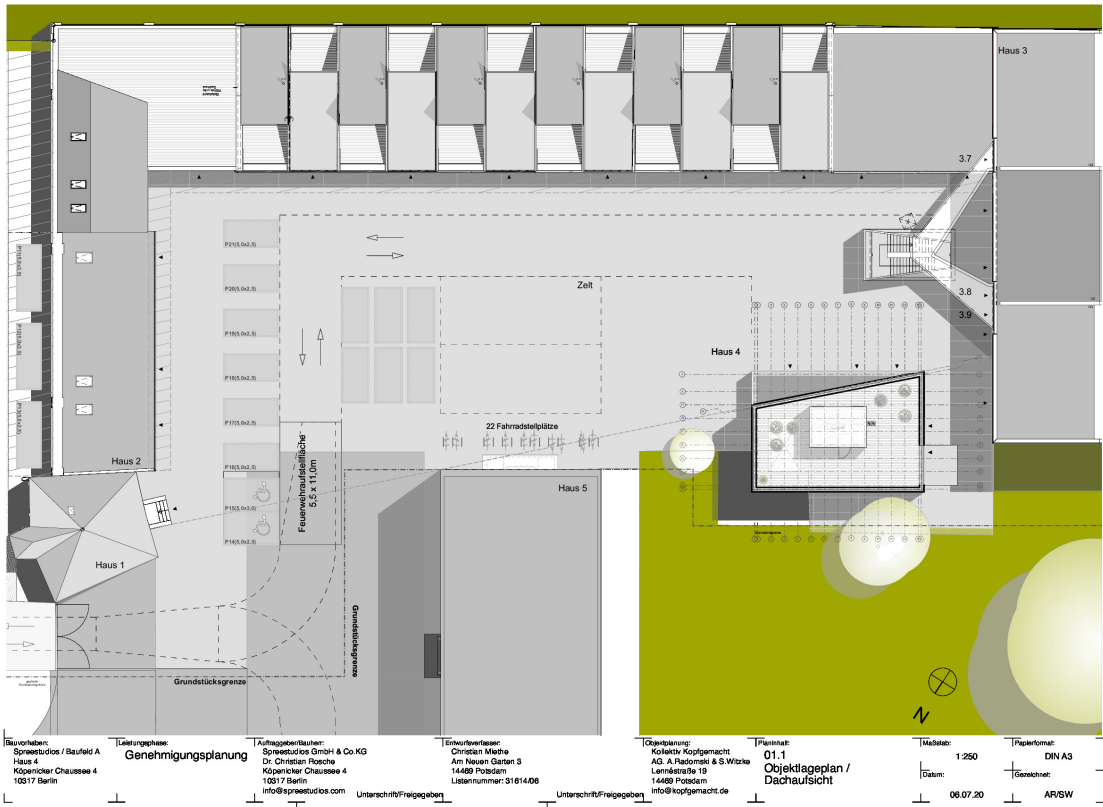 Haus 3
3.7
P21(5,0x2,5)
P20(5,0x2,5)
Zelt
3.8
3.9
P19(5,0x2,5)
Haus 4
P18(5,0x2,5)
P17(5,0x2,5)
22 Fahrradstellplätze
Haus 2
P16(5,0x2,5)
Feuerwehraufstellfläche
5,5 x 11,0m
Haus 5
P15(5,0x3,0)
P14(5,0x2,5)
Haus 1
Grundstücksgrenze
Grundstücksgrenze
N
Bauvorhaben:
Spreestudios / Baufeld A
Haus 4
Köpenicker Chaussee 4
10317 Berlin
Leistungsphase:
Genehmigungsplanung
Auftraggeber/Bauherr:
Spreestudios GmbH & Co.KG
Dr. Christian Rosche
Köpenicker Chaussee 4
10317 Berlin
info@spreestudios.com
Unterschrift/Freigegeben
Entwurfsverfasser:
Christian Miethe
Am Neuen Garten 3
14469 Potsdam
Listennummer: 31614/06
Unterschrift/Freigegeben
Objektplanung:
Kollektiv Kopfgemacht
AG. A.Radomski & S.Witzke
Lennéstraße 19
14469 Potsdam
info@kopfgemacht.de
Planinhalt:
01.1
Objektlageplan /
Dachaufsicht
Maßstab:
1:250
Datum:
06.07.20
Papierformat:
DIN A3
Gezeichnet:
AR/SW